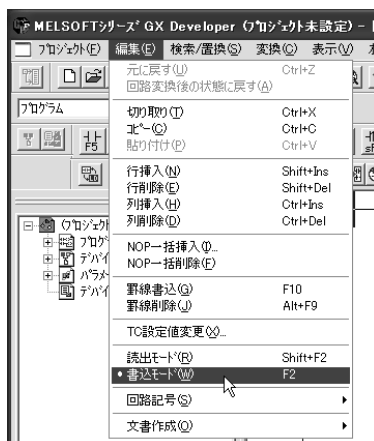 MELSOFTシリーズ GX Developer (プロジェクト未設定) - [
プロジェクト(F) 編集(E) 検索/置換(S) 変換(C) 表示(V)
元に戻す(U) Ctrl+Z
回路変換後の状態に戻す(A)
プログラム
切り取り(T) Ctrl+X
コピー(C) Ctrl+C
貼り付け(P) Ctrl+V
F5
sF
行挿入(N) Shift+Ins
行削除(E) Shift+Del
列挿入(H) Ctrl+Ins
列削除(D) Ctrl+Del
(プロジェクト
プログ
デバイ
パラメ
デバイ
NOP一括挿入(I)...
NOP一括削除(F)
罫線書込(G) F10
罫線削除(J) Alt+F9
TC設定値変更(X)...
読出モード(R) Shift+F2
• 書込モード(W) F2
回路記号(S)
文書作成(O)